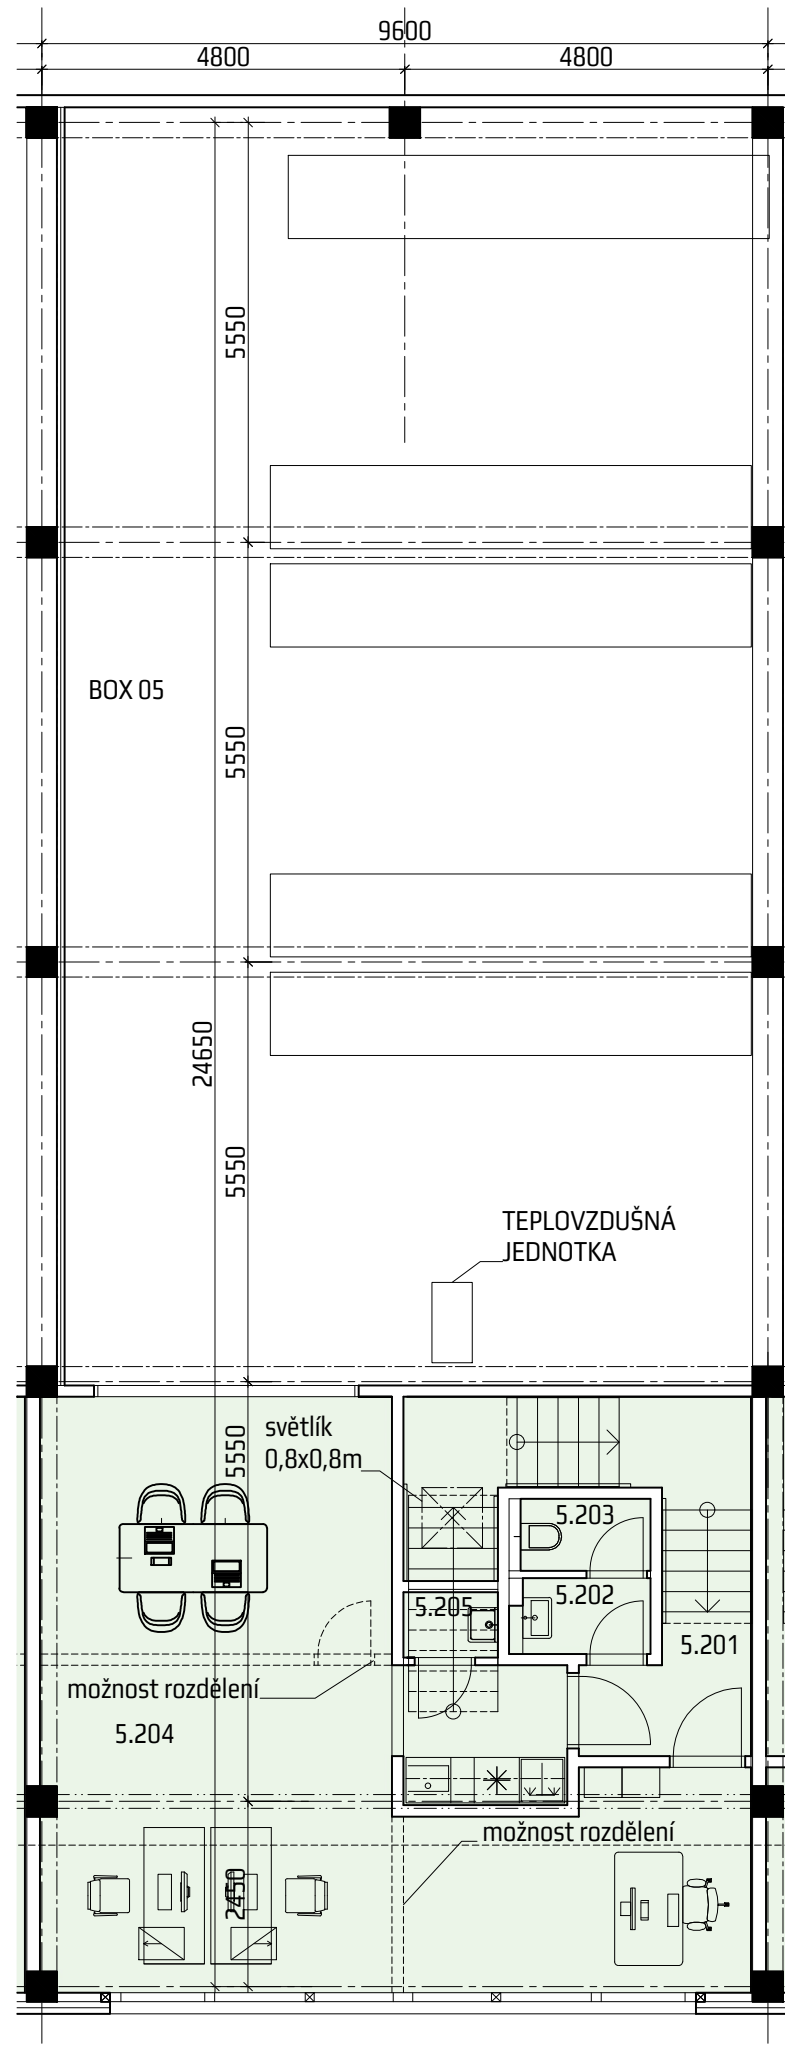 9600
4800
4800
5550
BOX 05
5550
24650
5550
TEPLOVZDUŠNÁ
JEDNOTKA
světlík
0,8x0,8m
5550
5.203
5.202
5.205
5.201
možnost rozdělení
5.204
možnost rozdělení
2450